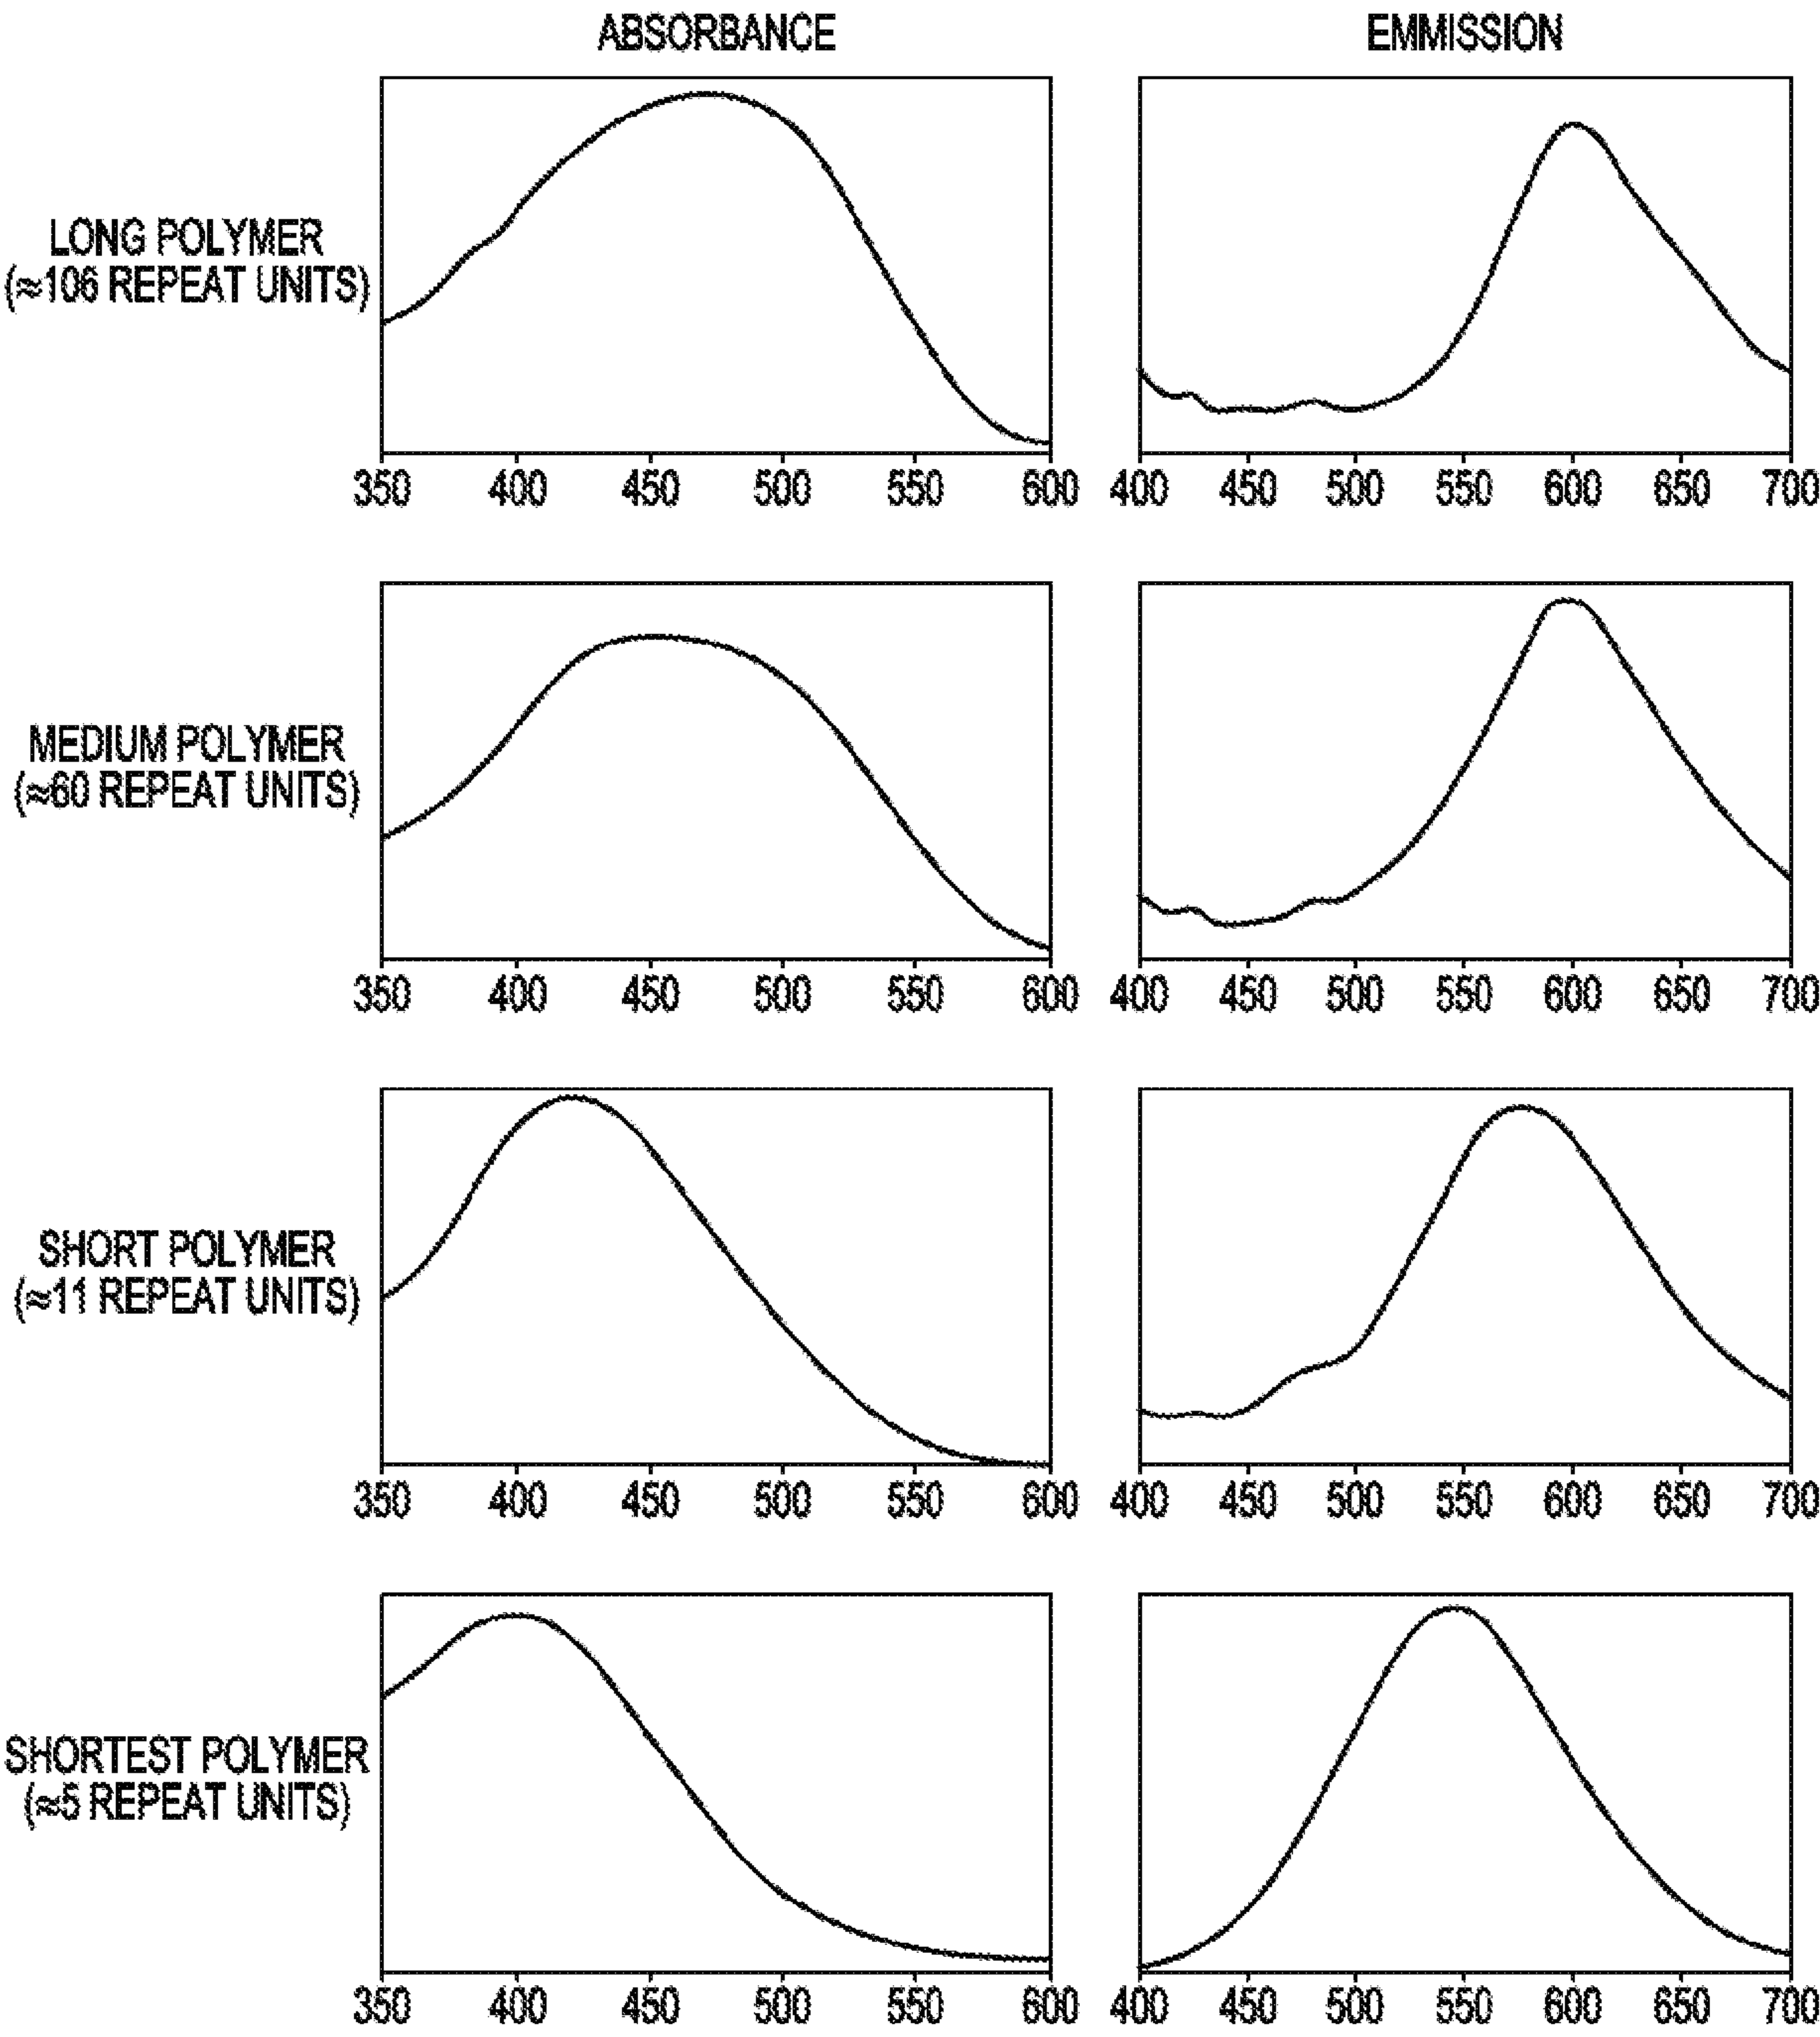 ABSORBANCE
EMMISSION
LONG POLYMER
(≈106 REPEAT UNITS)
350 400 450 500 550 600
400 450 500 550 600 650 700
MEDIUM POLYMER
(≈60 REPEAT UNITS)
350 400 450 500 550 600
400 450 500 550 600 650 700
SHORT POLYMER
(≈11 REPEAT UNITS)
350 400 450 500 550 600
400 450 500 550 600 650 700
SHORTEST POLYMER
(≈5 REPEAT UNITS)
350 400 450 500 550 600
400 450 500 550 600 650 700